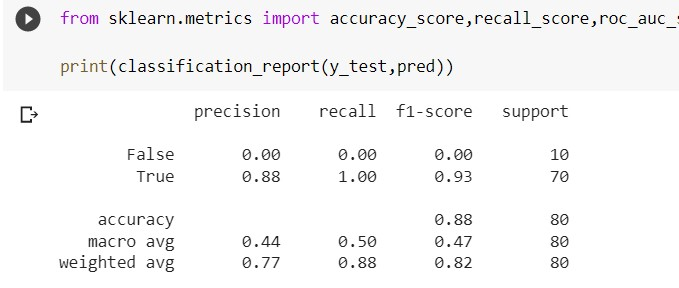 from sklearn.metrics import accuracy_score,recall_score,roc_auc_
print(classification_report(y_test,pred))
precision recall f1-score support
False 0.00 0.00 0.00 10
True 0.88 1.00 0.93 70
accuracy 0.88 80
macro avg 0.44 0.50 0.47 80
weighted avg 0.77 0.88 0.82 80